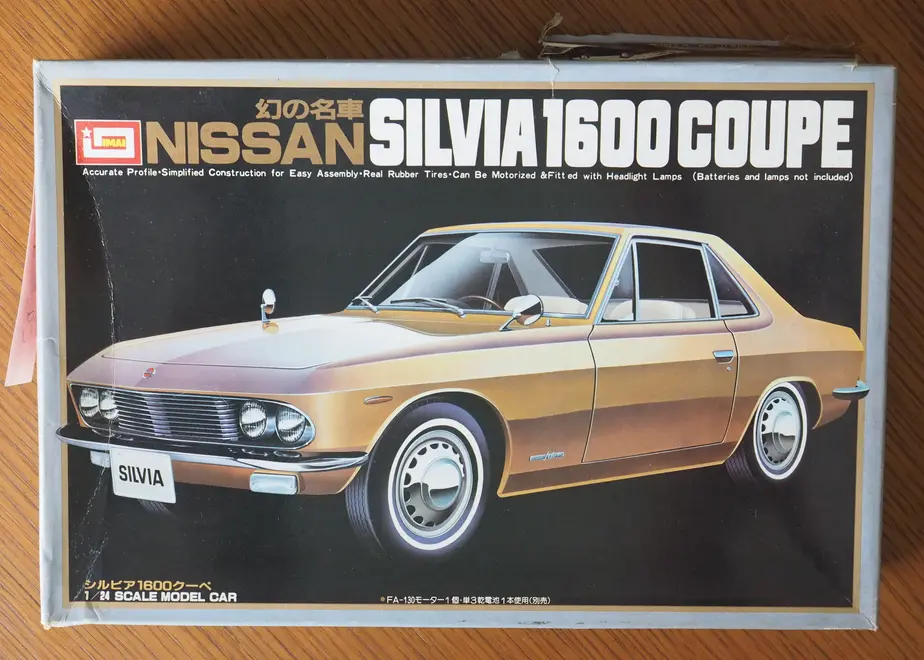 幻の名車
IMAI NISSAN SILVIA 1600 COUPE
Accurate Profile•Simplified Construction for Easy Assembly•Real Rubber Tires•Can Be Motorized &Fitted with Headlight Lamps (Batteries and lamps not included)
SILVIA
シルビア1600クーペ
1/24 SCALE MODEL CAR
●FA-130モーター1個・単3乾電池1本使用(別売)